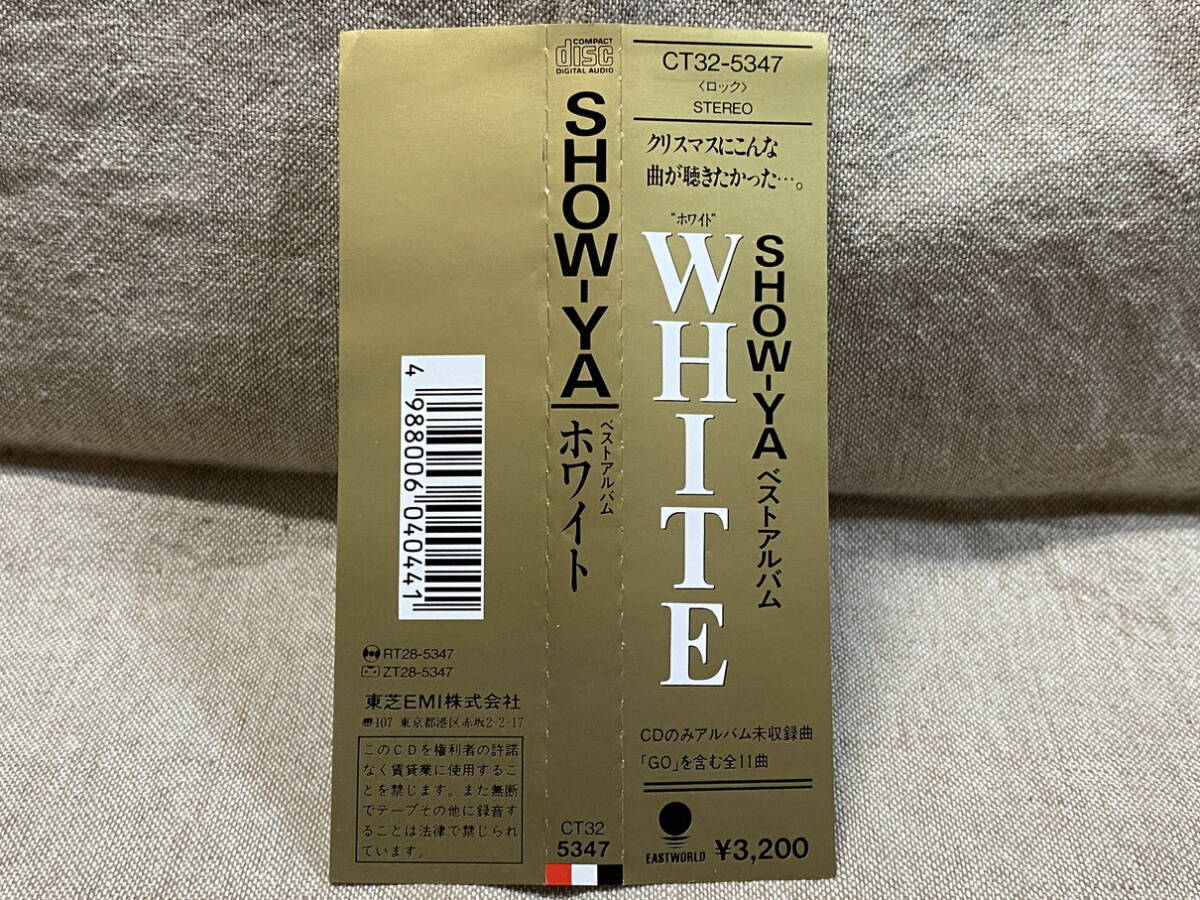 CT32-5347
〈ロック〉
STEREO
クリスマスにこんな
曲が聴きたかった…。
"ホワイト"
WHITE
SHOW-YA ベストアルバム
CDのみアルバム未収録曲
「GO」を含む全11曲
EASTWORLD
¥3,200
COMPACT
disc
DIGITAL AUDIO
SHOW-YA
ベストアルバム
ホワイト
CT32
5347
4 988006 040441
RT28-5347
ZT28-5347
東芝EMI株式会社
〠107 東京都港区赤坂2-2-17
このCDを権利者の許諾
なく賃貸業に使用するこ
とを禁じます。また無断
でテープその他に録音す
ることは法律で禁じられ
ています。